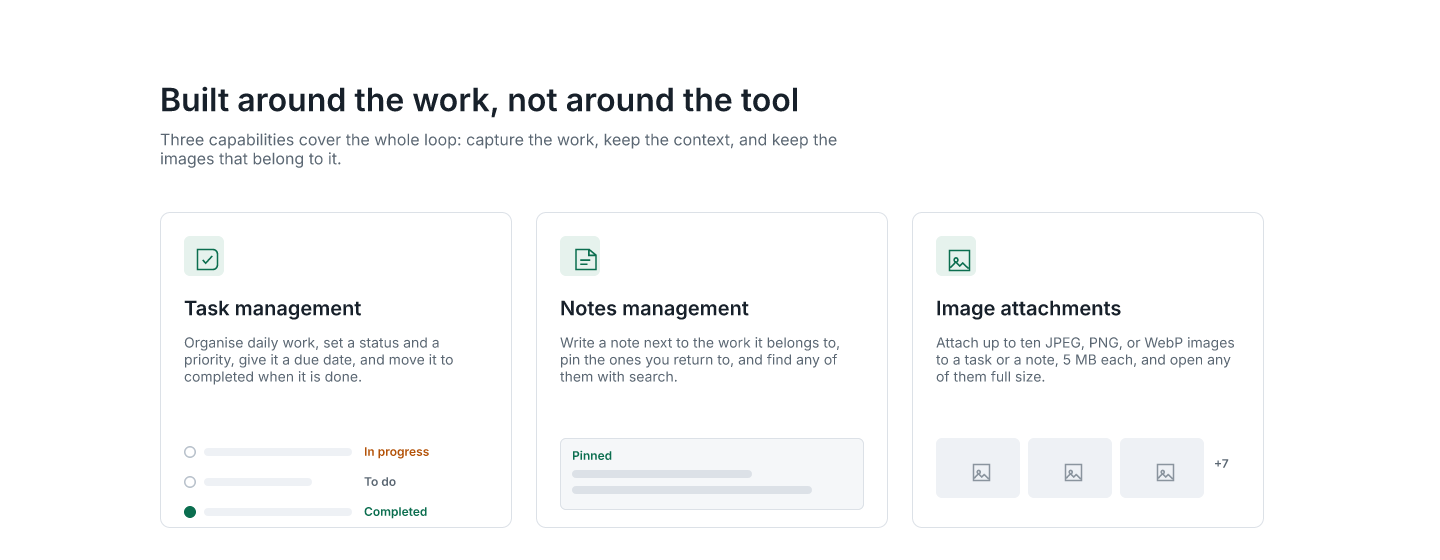 Built around the work, not around the tool
Three capabilities cover the whole loop: capture the work, keep the context, and keep the
images that belong to it.
Task management
Organise daily work, set a status and a
priority, give it a due date, and move it to
completed when it is done.
In progress
To do
Completed
Notes management
Write a note next to the work it belongs to,
pin the ones you return to, and find any of
them with search.
Pinned
Image attachments
Attach up to ten JPEG, PNG, or WebP images
to a task or a note, 5 MB each, and open any
of them full size.
+7